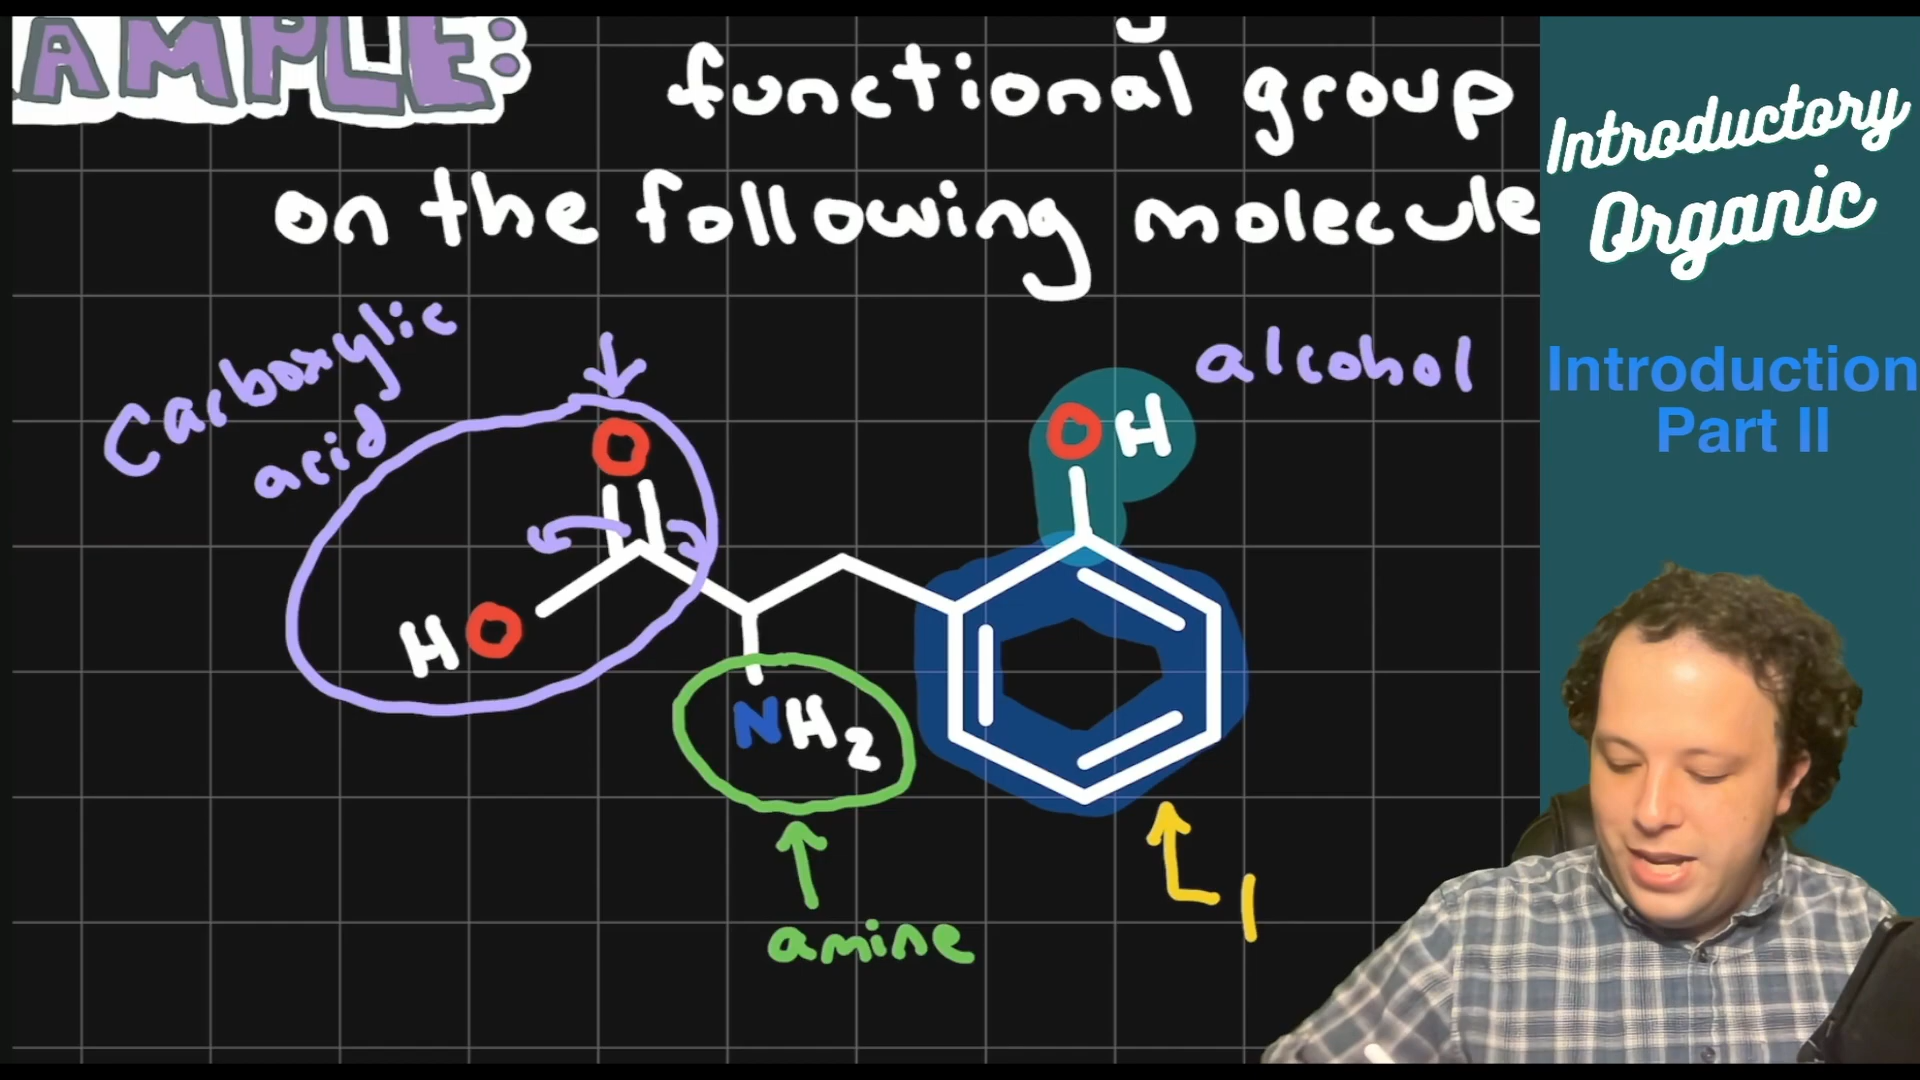 AMPLE:
functional group
on the following molecule
Carboxylic
acid
alcohol
O
OH
HO
NH2
amine
Introductory
Organic
Introduction
Part II